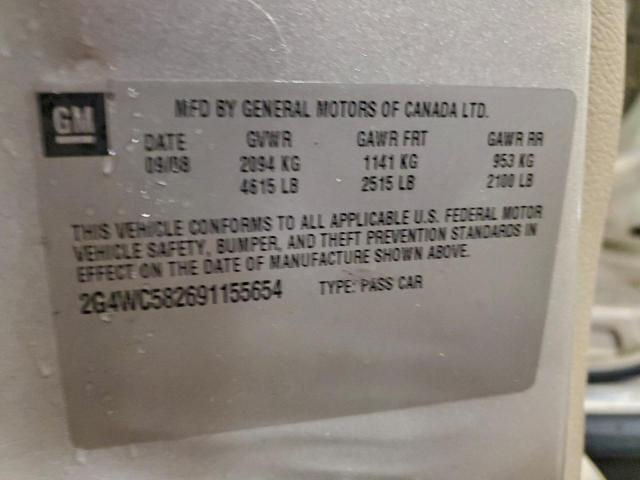 GM
MFD BY GENERAL MOTORS OF CANADA LTD.
DATE GVWR GAWR FRT GAWR RR
09/08 2094 KG 1141 KG 953 KG
4615 LB 2515 LB 2100 LB
THIS VEHICLE CONFORMS TO ALL APPLICABLE U.S. FEDERAL MOTOR
VEHICLE SAFETY, BUMPER, AND THEFT PREVENTION STANDARDS IN
EFFECT ON THE DATE OF MANUFACTURE SHOWN ABOVE.
2G4WC582691155654 TYPE: PASS CAR